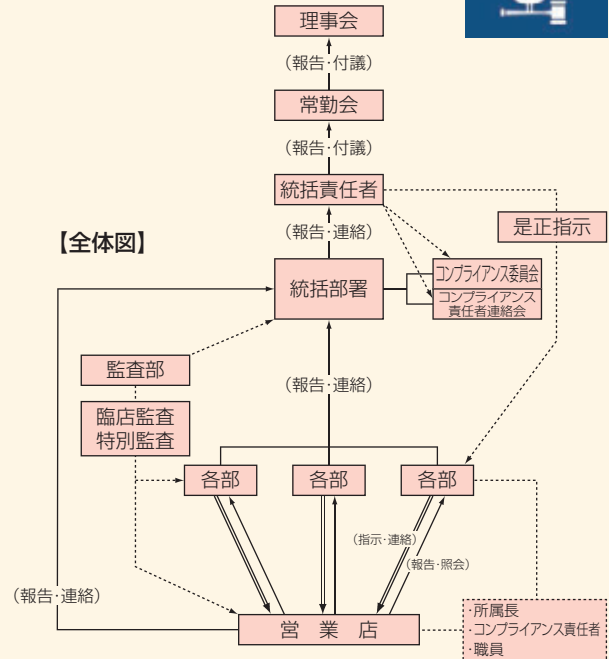 理事会
(報告・付議)
常勤会
(報告・付議)
統括責任者
是正指示
(報告・連絡)
【全体図】
統括部署
コンプライアンス委員会
コンプライアンス
責任者連絡会
監査部
(報告・連絡)
臨店監査
特別監査
各部
各部
各部
(指示・連絡)
(報告・照会)
(報告・連絡)
営業店
・所属長
・コンプライアンス責任者
・職員